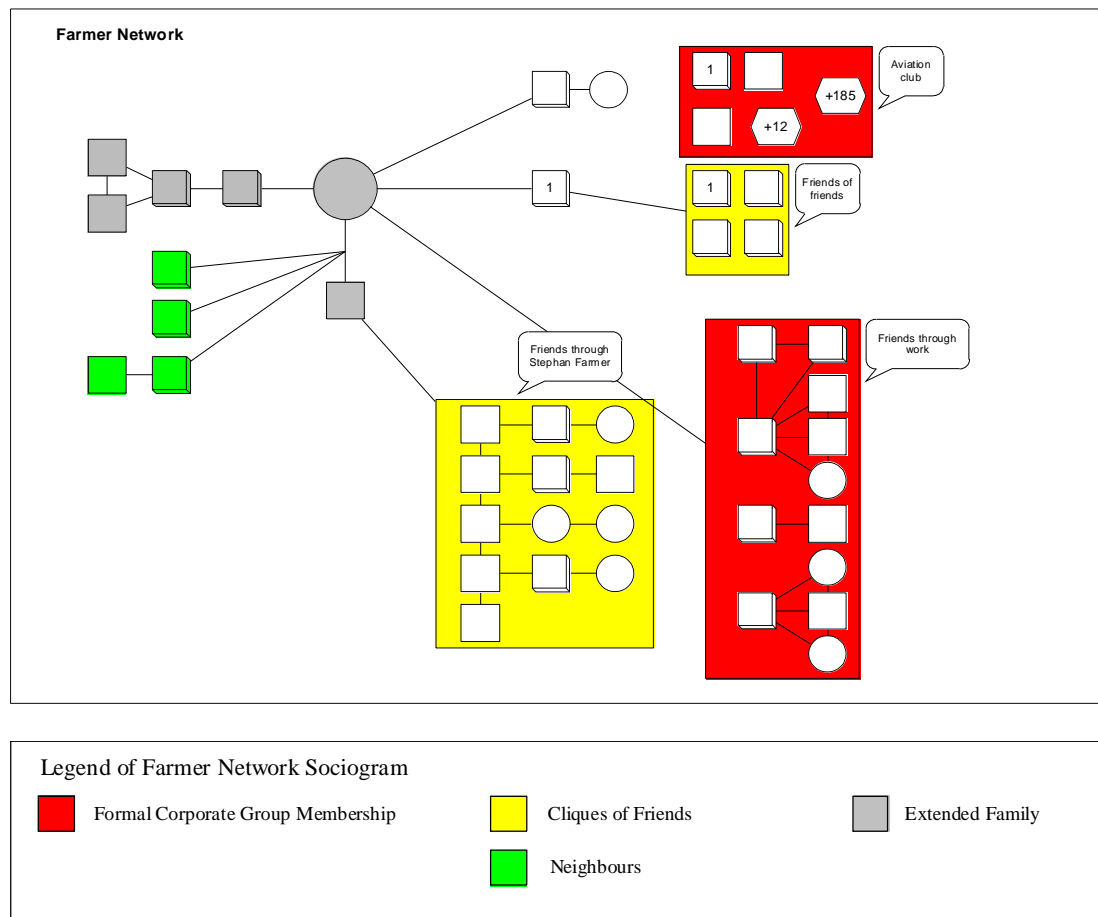 Farmer Network
1
Aviation
club
+185
+12
1
1
Friends of
friends
Friends through
Stephan Farmer
Friends through
work
Legend of Farmer Network Sociogram
Formal Corporate Group Membership
Cliques of Friends
Extended Family
Neighbours